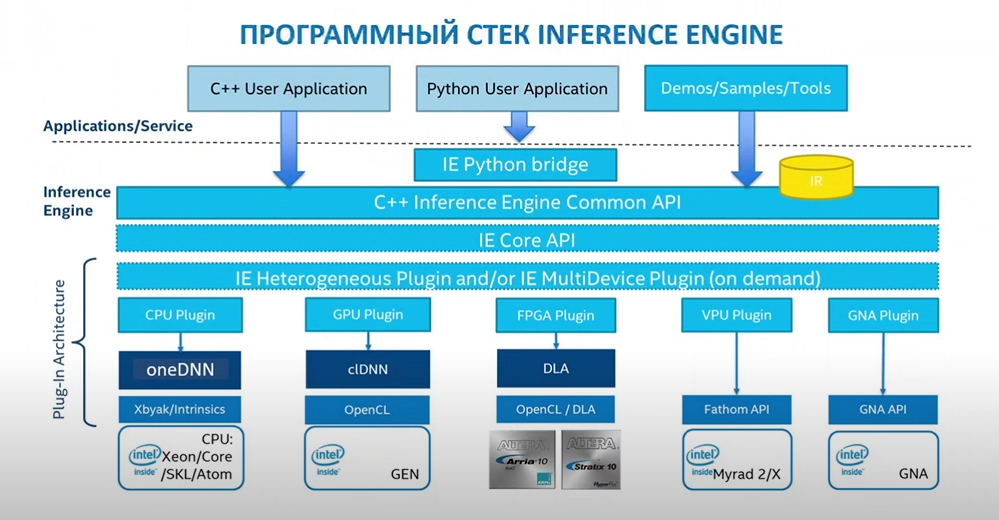 ПРОГРАММНЫЙ СТЕК INFERENCE ENGINE
C++ User Application
Python User Application
Demos/Samples/Tools
Applications/Service
IE Python bridge
IR
Inference
Engine
C++ Inference Engine Common API
IE Core API
IE Heterogeneous Plugin and/or IE MultiDevice Plugin (on demand)
Plug-In Architecture
CPU Plugin
GPU Plugin
FPGA Plugin
VPU Plugin
GNA Plugin
oneDNN
clDNN
DLA
Xbyak/Intrinsics
OpenCL
OpenCL / DLA
Fathom API
GNA API
intel
inside
CPU:
Xeon/Core
/SKL/Atom
intel
inside
GEN
ALTERA
Arria 10
ARM
ALTERA
Stratix 10
intel
inside
Myrad 2/X
intel
inside
GNA